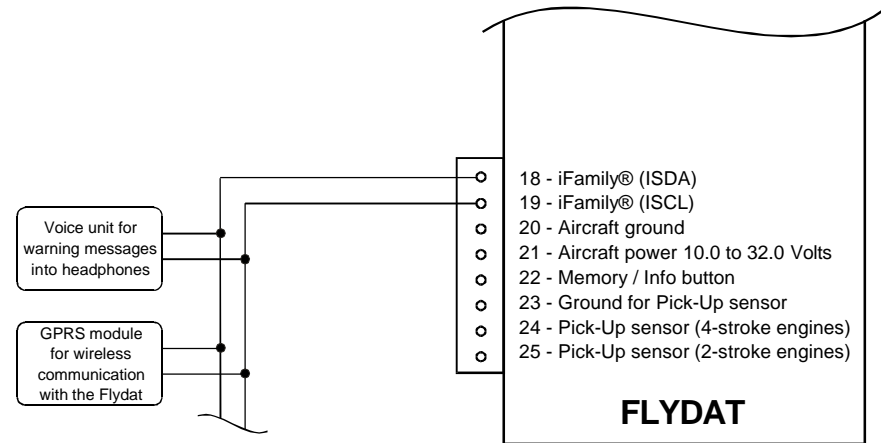 18 - iFamily® (ISDA)
19 - iFamily® (ISCL)
20 - Aircraft ground
21 - Aircraft power 10.0 to 32.0 Volts
22 - Memory / Info button
23 - Ground for Pick-Up sensor
24 - Pick-Up sensor (4-stroke engines)
25 - Pick-Up sensor (2-stroke engines)
FLYDAT
Voice unit for
warning messages
into headphones
GPRS module
for wireless
communication
with the Flydat